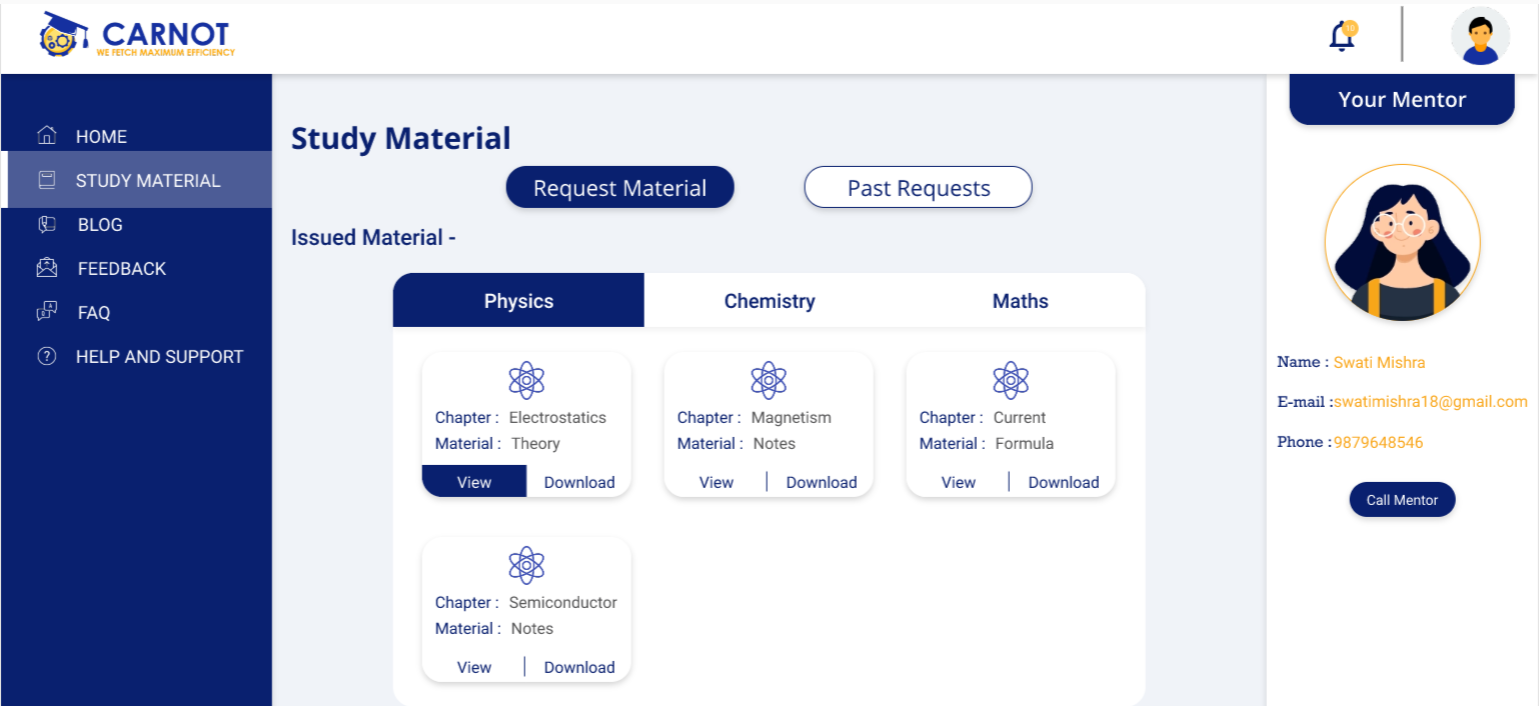 CARNOT
WE FETCH MAXIMUM EFFICIENCY
10
HOME
STUDY MATERIAL
BLOG
FEEDBACK
FAQ
HELP AND SUPPORT
Study Material
Request Material
Past Requests
Issued Material -
Physics
Chemistry
Maths
Chapter : Electrostatics
Material : Theory
View
Download
Chapter : Magnetism
Material : Notes
View | Download
Chapter : Current
Material : Formula
View | Download
Chapter : Semiconductor
Material : Notes
View | Download
Your Mentor
Name : Swati Mishra
E-mail :swatimishra18@gmail.com
Phone :9879648546
Call Mentor